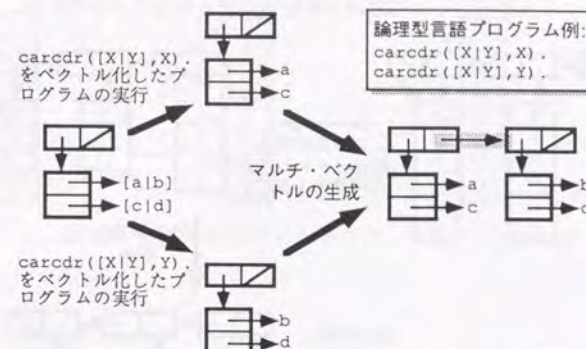 carcdr([X|Y],X).
をベクトル化したプ
ログラムの実行
a
c
論理型言語プログラム例:
carcdr([X|Y],X).
carcdr([X|Y],Y).
[a|b]
[c|d]
マルチ・ベク
トルの生成
a
c
b
d
carcdr([X|Y],Y).
をベクトル化したプ
ログラムの実行
b
d